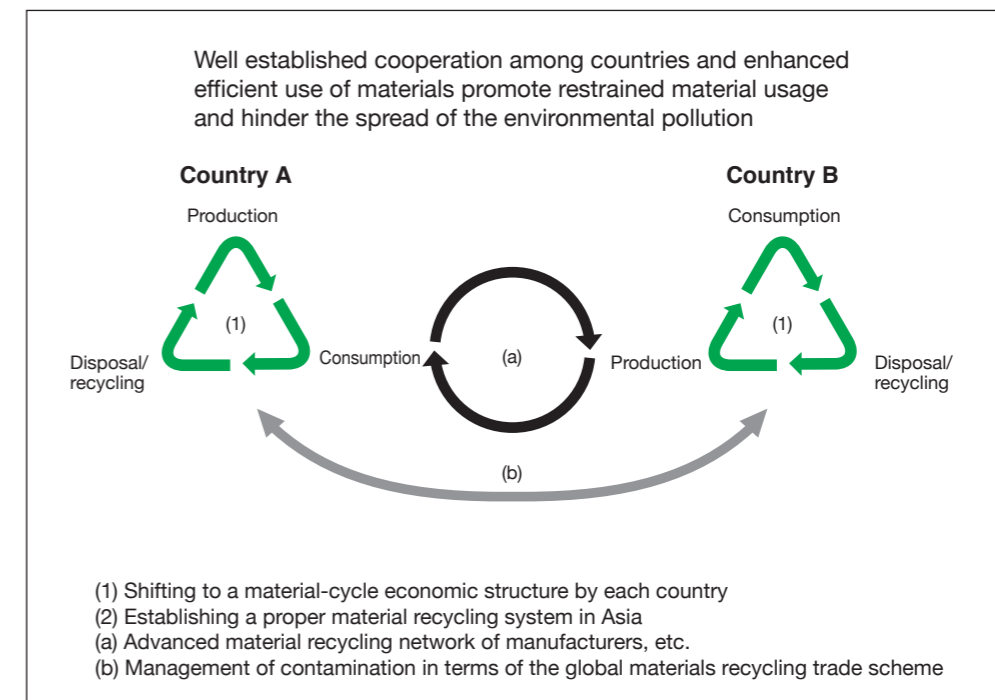 Well established cooperation among countries and enhanced
efficient use of materials promote restrained material usage
and hinder the spread of the environmental pollution
Country A
Country B
Production
Consumption
(1)
(1)
Disposal/
recycling
Consumption
(a)
Production
Disposal/
recycling
(b)
(1) Shifting to a material-cycle economic structure by each country
(2) Establishing a proper material recycling system in Asia
(a) Advanced material recycling network of manufacturers, etc.
(b) Management of contamination in terms of the global materials recycling trade scheme